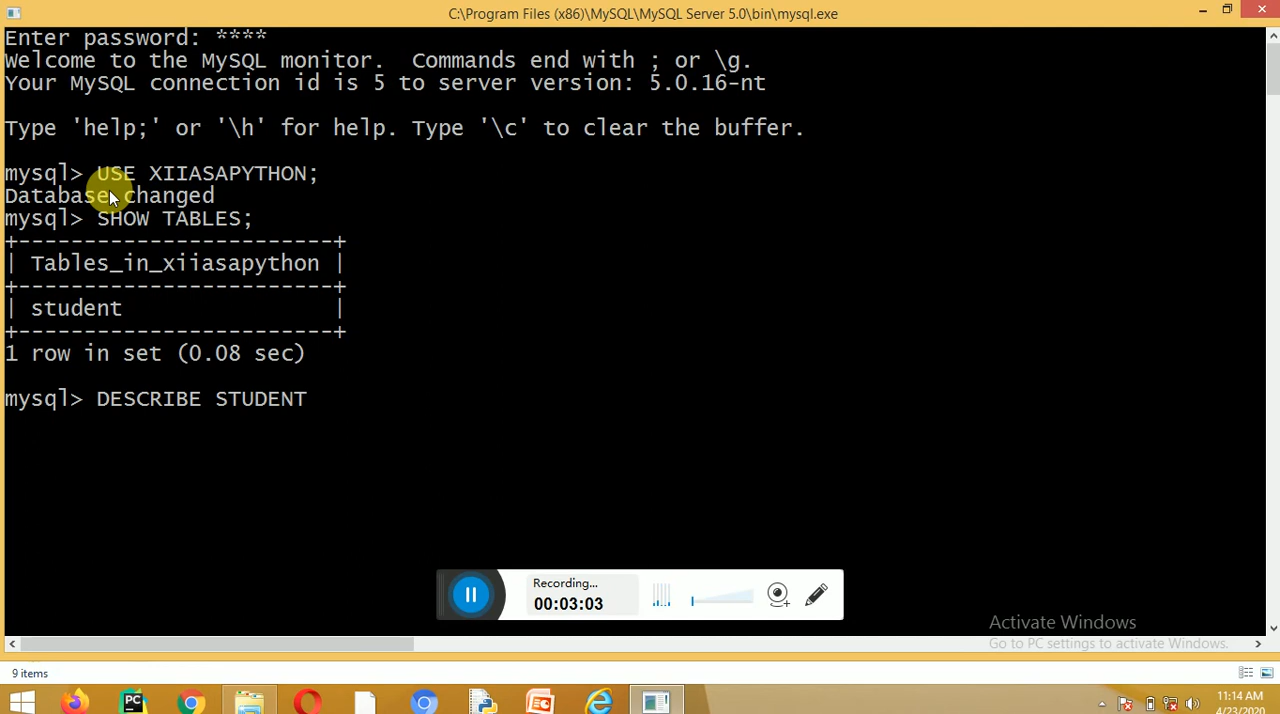 C:\Program Files (x86)\MySQL\MySQL Server 5.0\bin\mysql.exe
Enter password: ****
Welcome to the MySQL monitor.  Commands end with ; or \g.
Your MySQL connection id is 5 to server version: 5.0.16-nt
Type 'help;' or '\h' for help. Type '\c' to clear the buffer.
mysql> USE XIIASAPYTHON;
Database changed
mysql> SHOW TABLES;
+------------------------+
| Tables_in_xiiasapython |
+------------------------+
| student                |
+------------------------+
1 row in set (0.08 sec)
mysql> DESCRIBE STUDENT
Recording...
00:03:03
Activate Windows
Go to PC settings to activate Windows.
9 items
PC
11:14 AM
4/23/2020